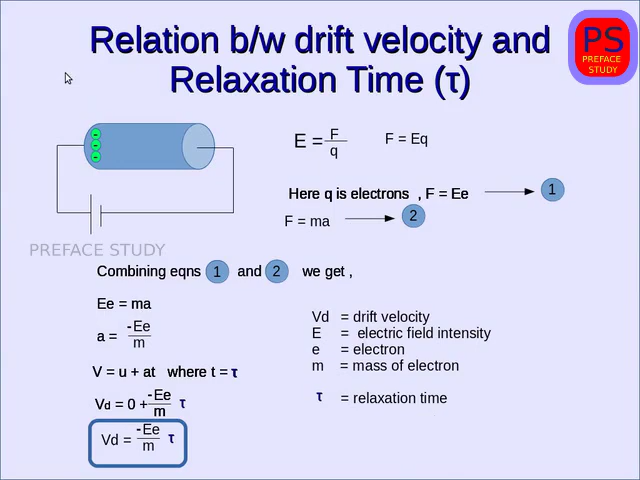 Relation b/w drift velocity and
Relaxation Time (τ)
PS
PREFACE
STUDY
E = F/q
F = Eq
Here q is electrons , F = Ee
1
F = ma
2
PREFACE STUDY
Combining eqns 1 and 2 we get ,
Ee = ma
a = -Ee/m
V = u + at where t = τ
Vd = 0 + -Ee/m τ
Vd = -Ee/m τ
Vd = drift velocity
E = electric field intensity
e = electron
m = mass of electron
τ = relaxation time